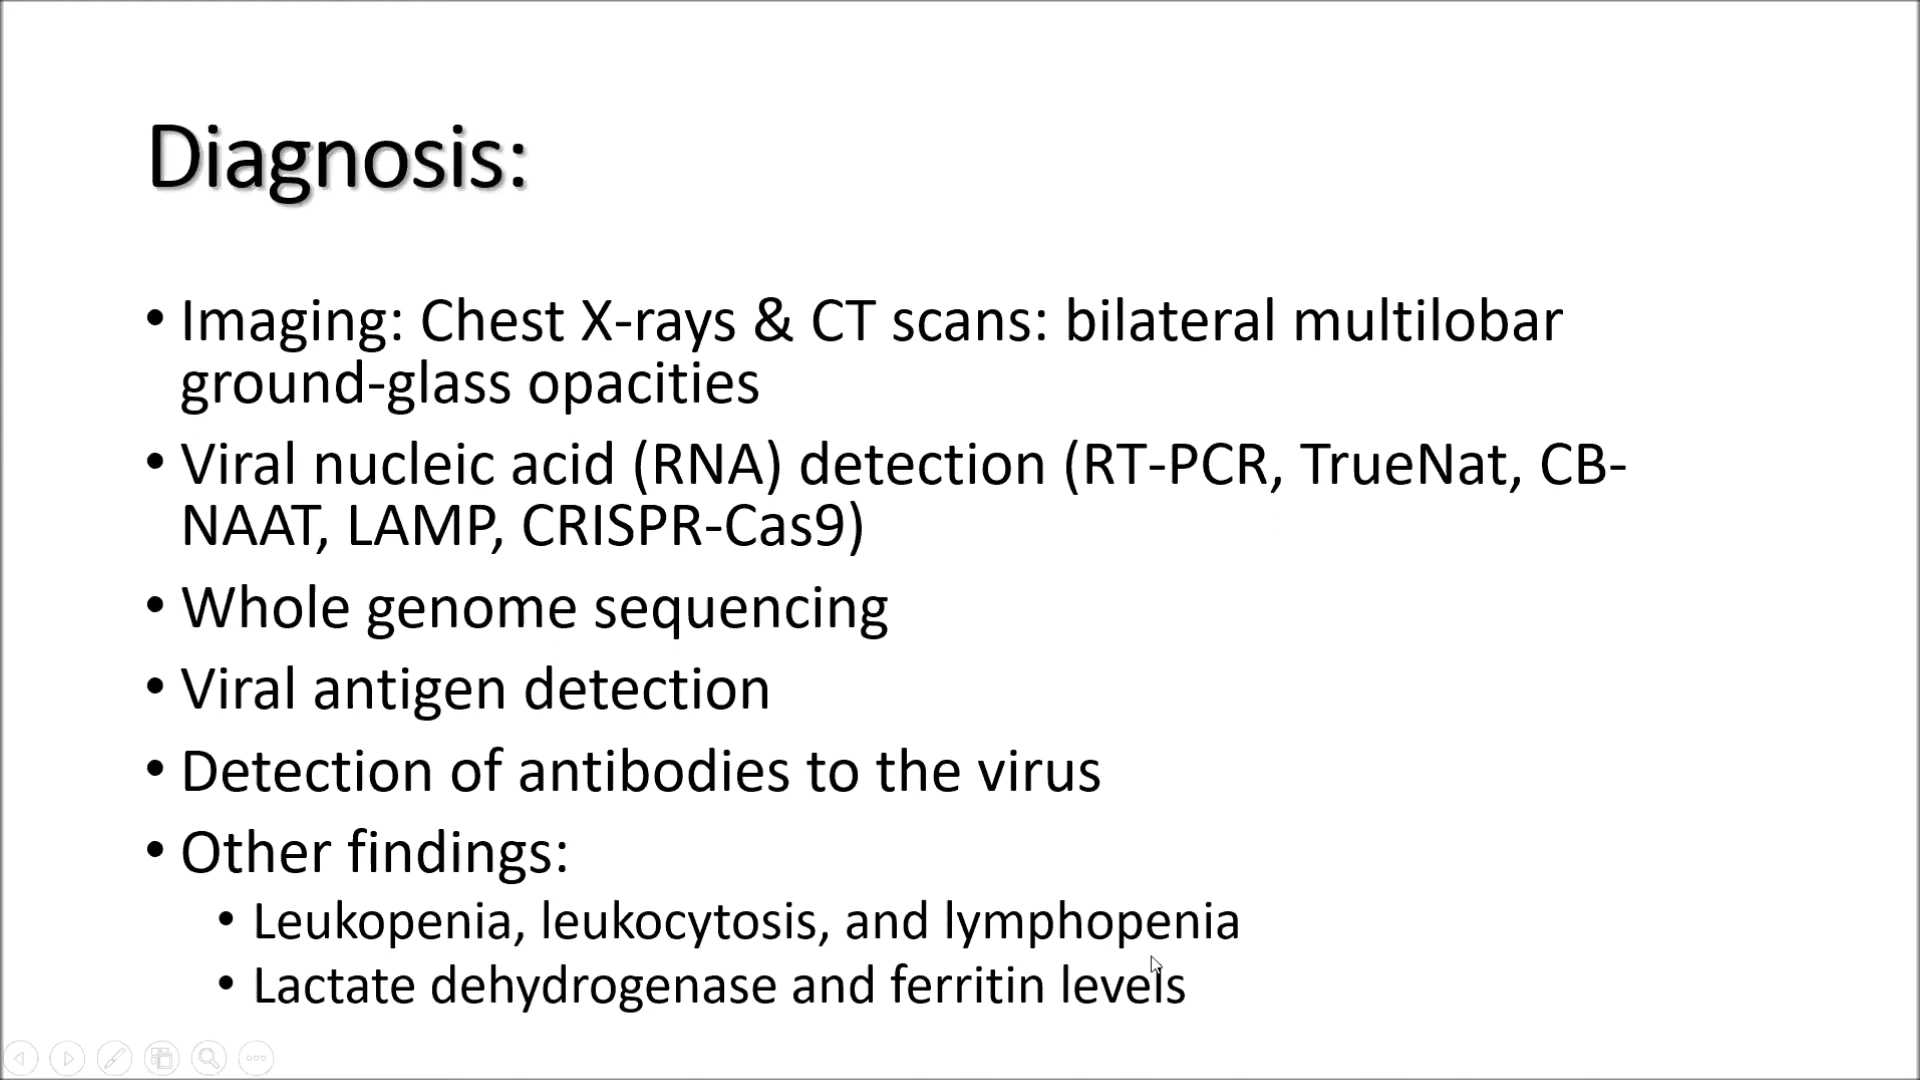 Diagnosis:
• Imaging: Chest X-rays & CT scans: bilateral multilobar
ground-glass opacities
• Viral nucleic acid (RNA) detection (RT-PCR, TrueNat, CB-
NAAT, LAMP, CRISPR-Cas9)
• Whole genome sequencing
• Viral antigen detection
• Detection of antibodies to the virus
• Other findings:
• Leukopenia, leukocytosis, and lymphopenia
• Lactate dehydrogenase and ferritin levels